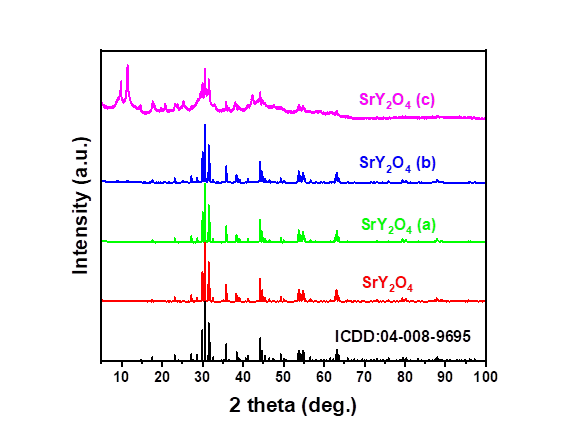 SrY₂O₄ (c)
SrY₂O₄ (b)
SrY₂O₄ (a)
SrY₂O₄
ICDD:04-008-9695
Intensity (a.u.)
10 20 30 40 50 60 70 80 90 100
2 theta (deg.)